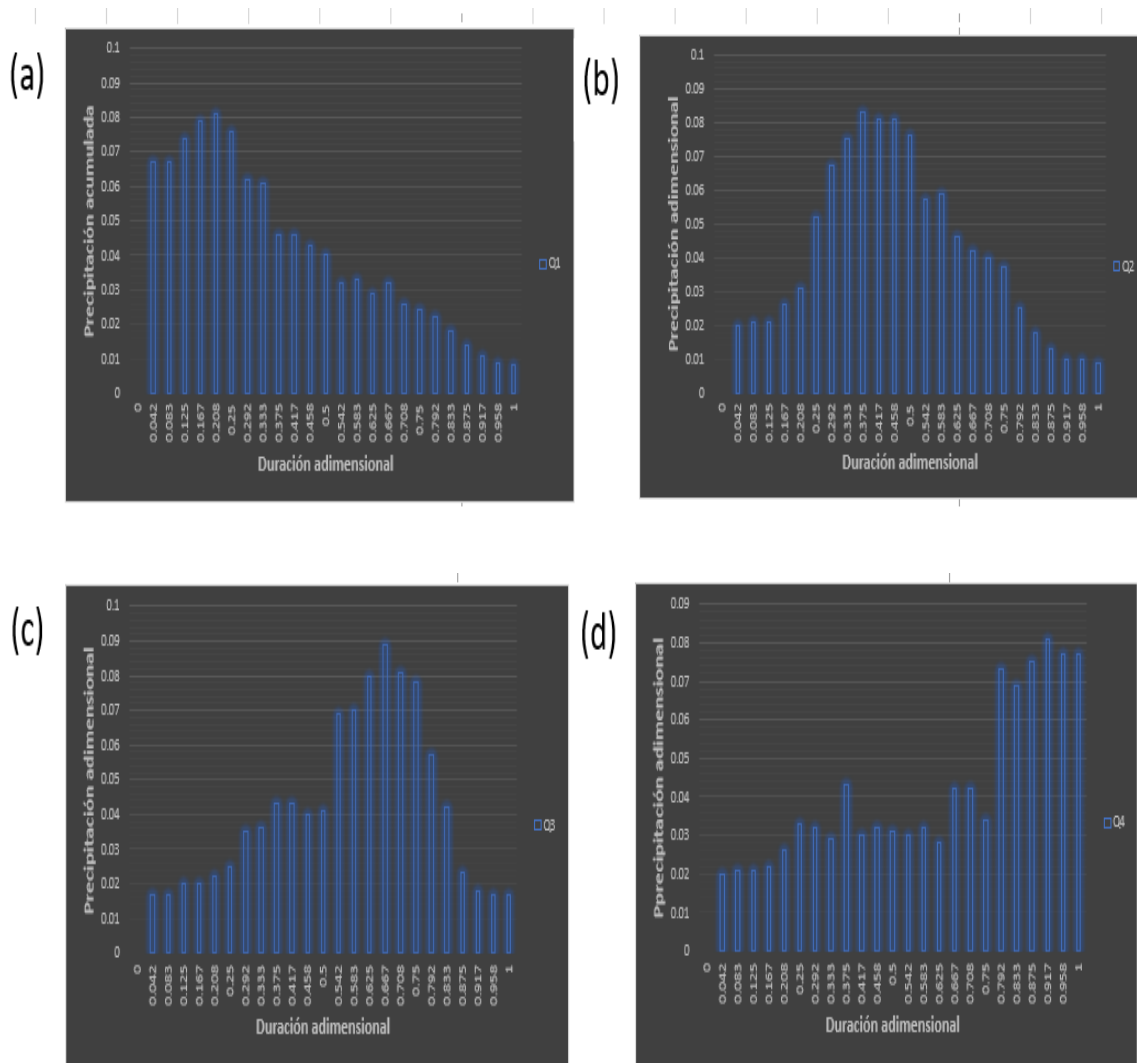 (a)
Precipitación acumulada
0.1
0.09
0.08
0.07
0.06
0.05
0.04
0.03
0.02
0.01
0
0 0.042 0.083 0.125 0.167 0.208 0.25 0.292 0.333 0.375 0.417 0.458 0.5 0.542 0.583 0.625 0.667 0.708 0.75 0.792 0.833 0.875 0.917 0.958 1
Duración adimensional
Q1
(b)
Precipitación adimensional
0.1
0.09
0.08
0.07
0.06
0.05
0.04
0.03
0.02
0.01
0
0 0.042 0.083 0.125 0.167 0.208 0.25 0.292 0.333 0.375 0.417 0.458 0.5 0.542 0.583 0.625 0.667 0.708 0.75 0.792 0.833 0.875 0.917 0.958 1
Duración adimensional
Q2
(c)
Precipitación adimensional
0.1
0.09
0.08
0.07
0.06
0.05
0.04
0.03
0.02
0.01
0
0 0.042 0.083 0.125 0.167 0.208 0.25 0.292 0.333 0.375 0.417 0.458 0.5 0.542 0.583 0.625 0.667 0.708 0.75 0.792 0.833 0.875 0.917 0.958 1
Duración adimensional
Q3
(d)
Pprecipitación adimensional
0.09
0.08
0.07
0.06
0.05
0.04
0.03
0.02
0.01
0
0 0.042 0.083 0.125 0.167 0.208 0.25 0.292 0.333 0.375 0.417 0.458 0.5 0.542 0.583 0.625 0.667 0.708 0.75 0.792 0.833 0.875 0.917 0.958 1
Duración adimensional
Q4